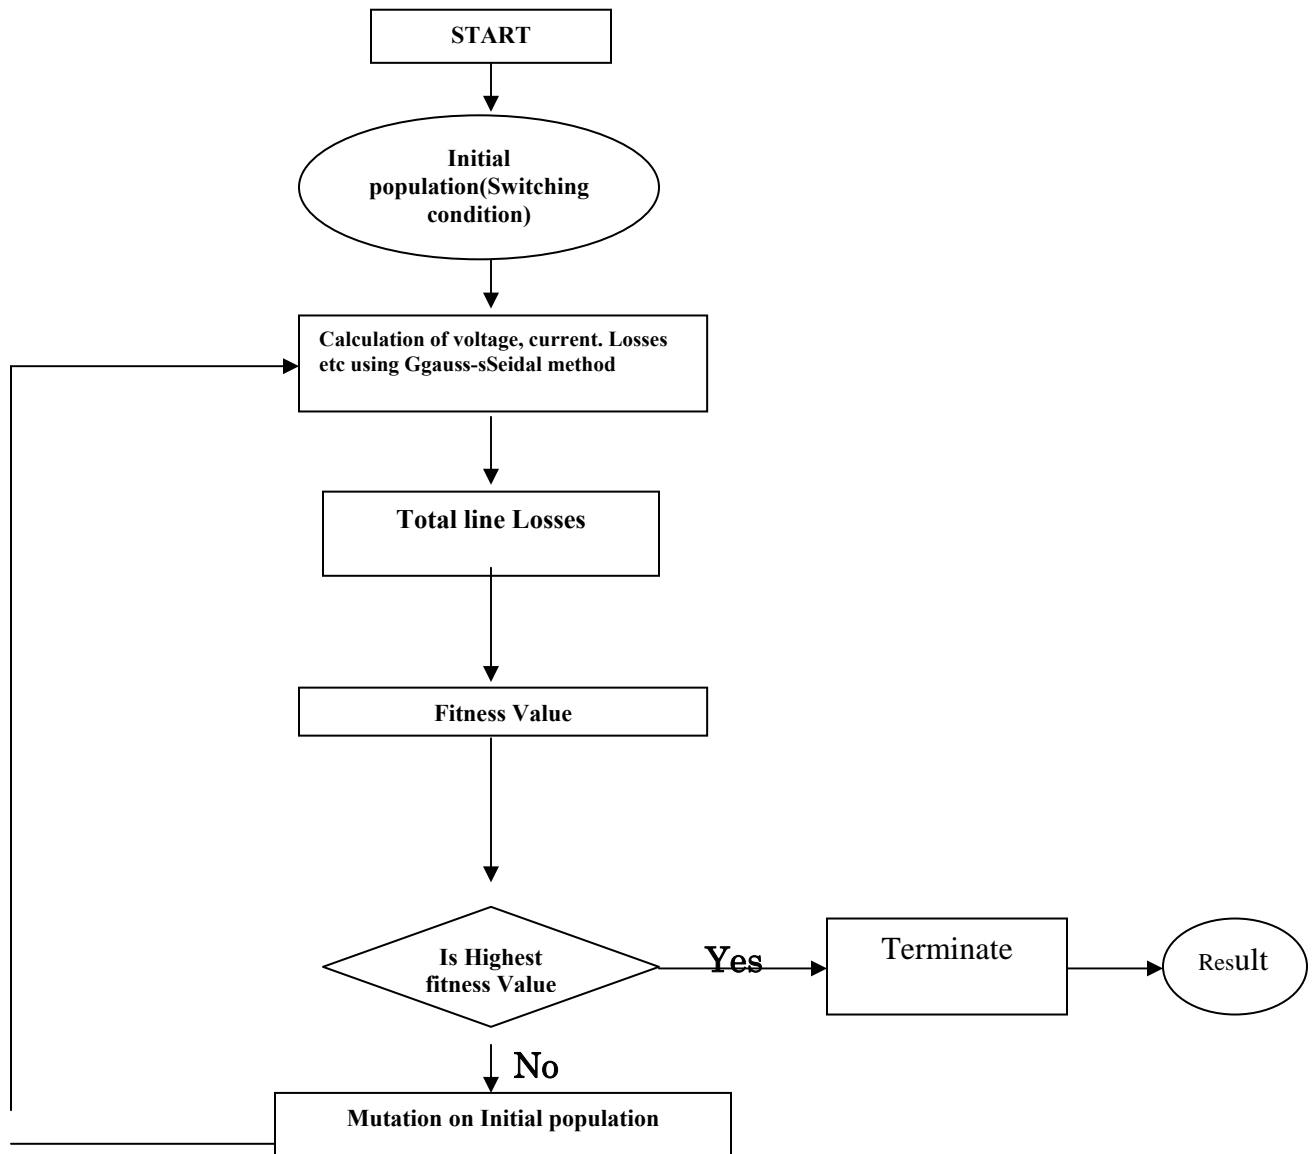 START
Initial
population(Switching
condition)
Calculation of voltage, current. Losses
etc using Ggauss-sSeidal method
Total line Losses
Fitness Value
Is Highest
fitness Value
Yes
Terminate
Result
No
Mutation on Initial population